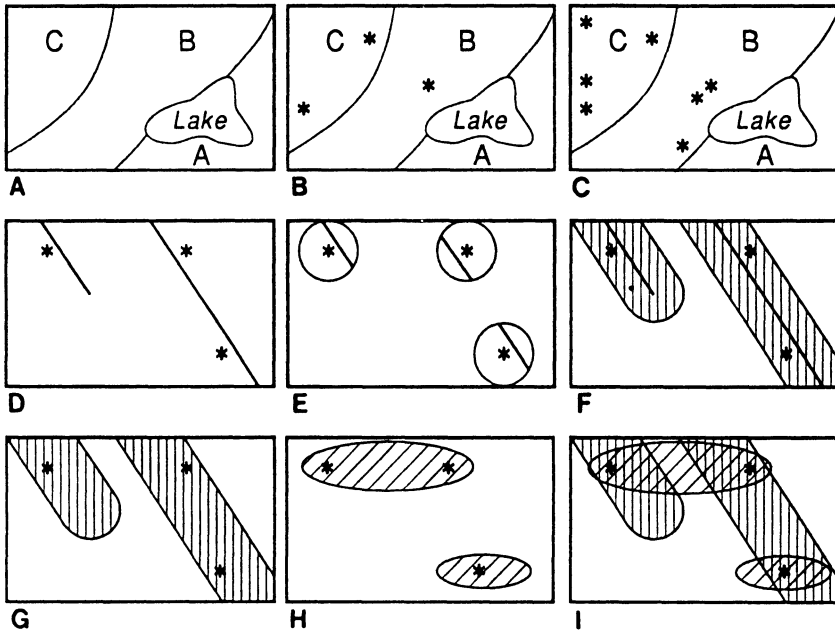 C B C B C B
Lake Lake Lake
A A A
A B C
D E F
G H I